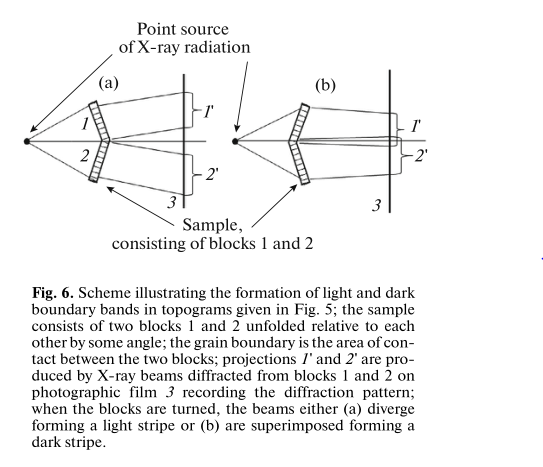 Point source
of X-ray radiation
(a)
(b)
1
1'
1'
2
2'
2'
3
3
Sample,
consisting of blocks 1 and 2
Fig. 6. Scheme illustrating the formation of light and dark
boundary bands in topograms given in Fig. 5; the sample
consists of two blocks 1 and 2 unfolded relative to each
other by some angle; the grain boundary is the area of con-
tact between the two blocks; projections 1' and 2' are pro-
duced by X-ray beams diffracted from blocks 1 and 2 on
photographic film 3 recording the diffraction pattern;
when the blocks are turned, the beams either (a) diverge
forming a light stripe or (b) are superimposed forming a
dark stripe.